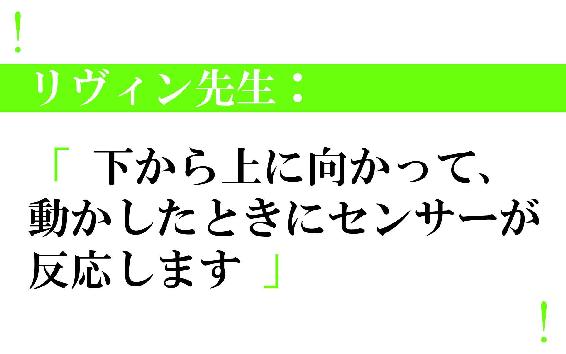 !
リヴィン先生：
「 下から上に向かって、
動かしたときにセンサーが
反応します 」
!